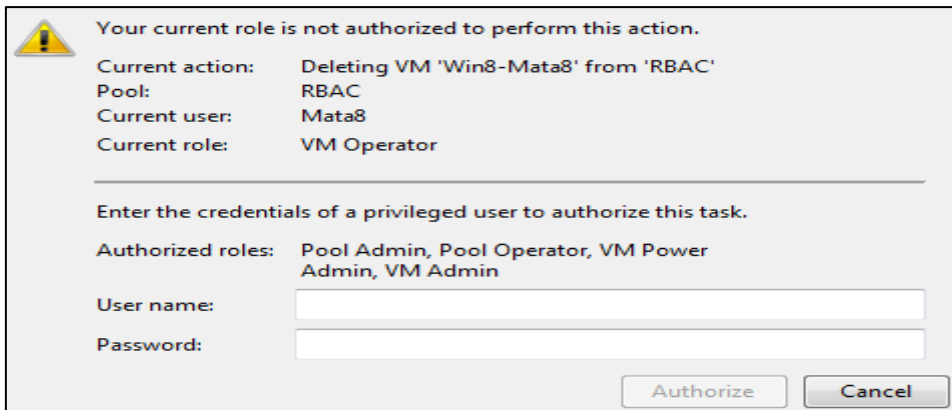 Your current role is not authorized to perform this action.
Current action: Deleting VM 'Win8-Mata8' from 'RBAC'
Pool: RBAC
Current user: Mata8
Current role: VM Operator
Enter the credentials of a privileged user to authorize this task.
Authorized roles: Pool Admin, Pool Operator, VM Power
Admin, VM Admin
User name:
Password:
Authorize Cancel